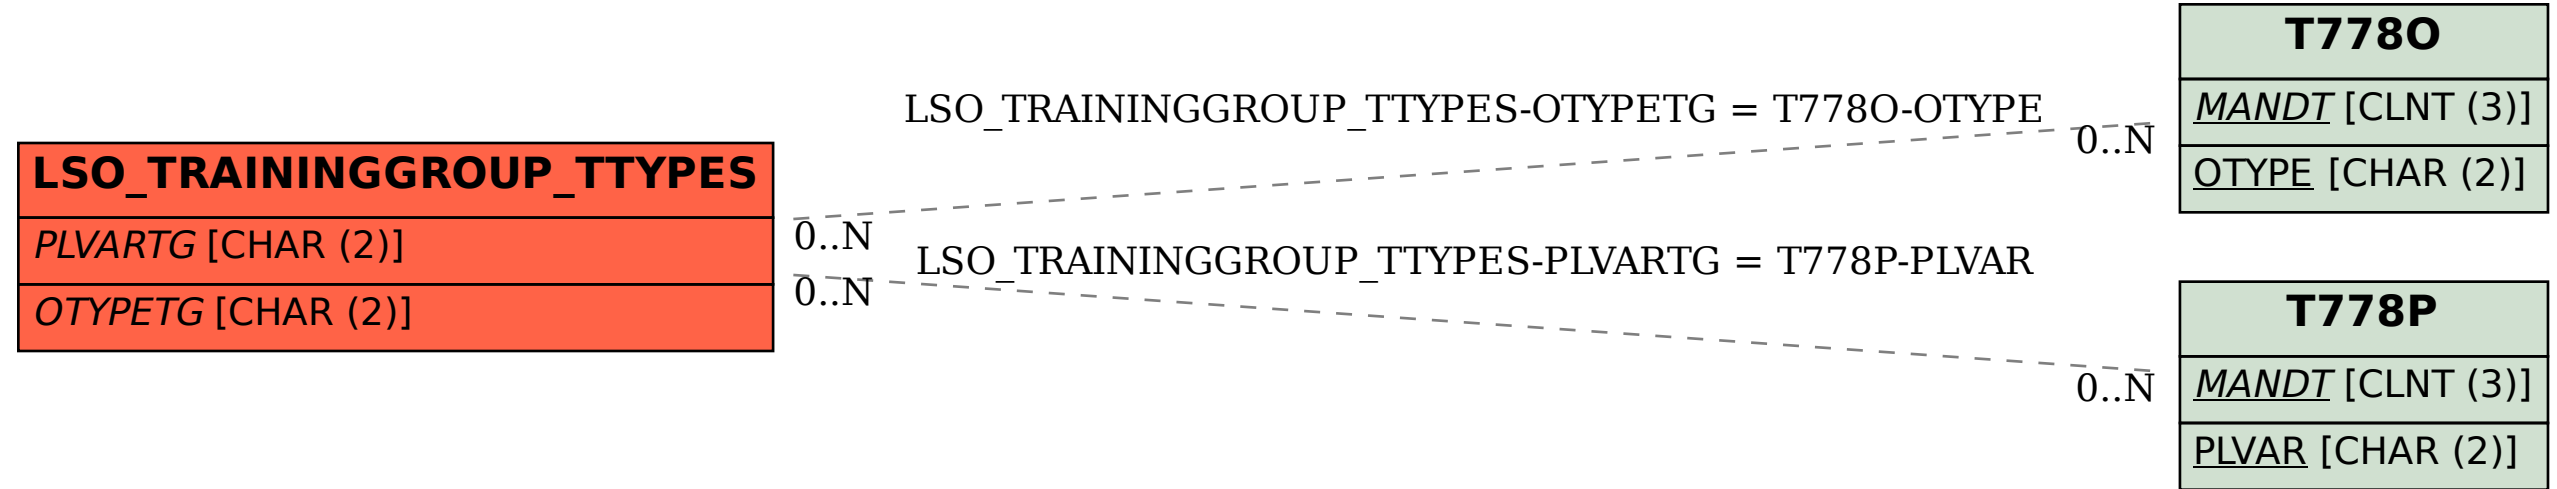 LSO_TRAININGGROUP_TTYPES
PLVARTG [CHAR (2)]
OTYPETG [CHAR (2)]
LSO_TRAININGGROUP_TTYPES-OTYPETG = T778O-OTYPE
0..N
0..N
LSO_TRAININGGROUP_TTYPES-PLVARTG = T778P-PLVAR
0..N
0..N
T778O
MANDT [CLNT (3)]
OTYPE [CHAR (2)]
T778P
MANDT [CLNT (3)]
PLVAR [CHAR (2)]